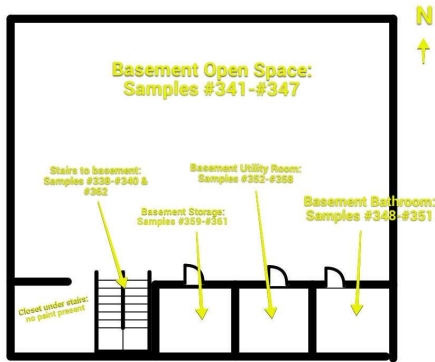 N
Basement Open Space:
Samples #341-#347
Stairs to basement:
Samples #338-#340 &
#362
Basement Utility Room:
Samples #352-#358
Basement Bathroom:
Samples #348-#351
Basement Storage:
Samples #359-#361
Closet under stairs:
no paint present